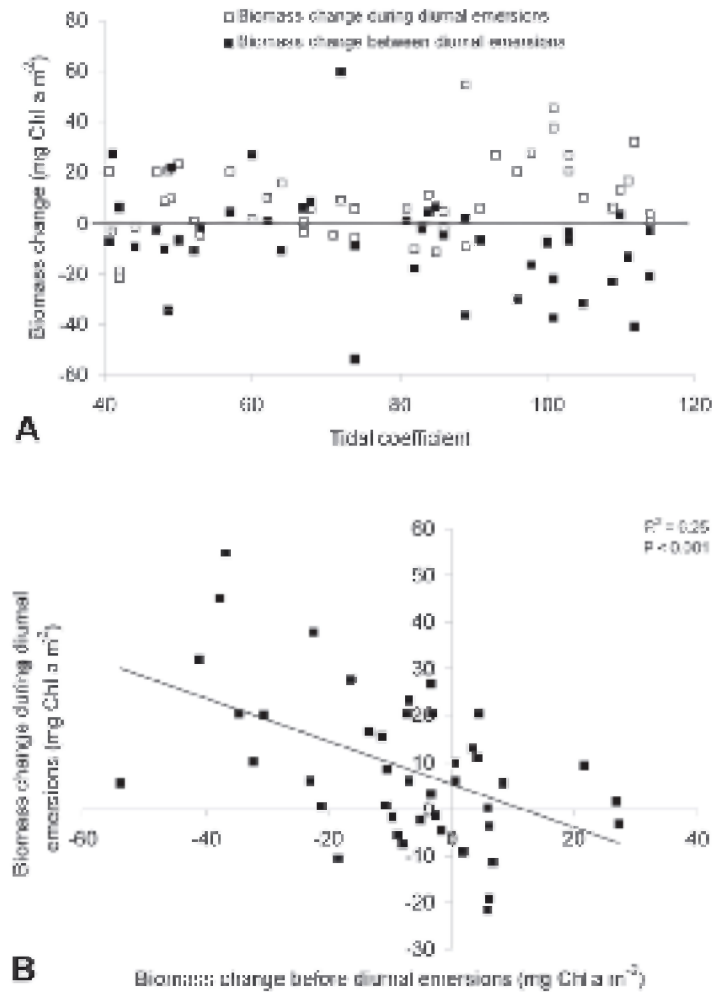 □ Biomass change during diurnal emersions
■ Biomass change between diurnal emersions
Biomass change (mg Chl a m-2)
80
60
40
20
0
-20
-40
-60
40
60
80
100
120
Tidal coefficient
A
R² = 0.25
P < 0.001
Biomass change during diurnal
emersions (mg Chl a m-2)
60
50
40
30
20
10
0
-10
-20
-30
-60
-40
-20
0
20
40
B
Biomass change before diurnal emersions (mg Chl a m-2)